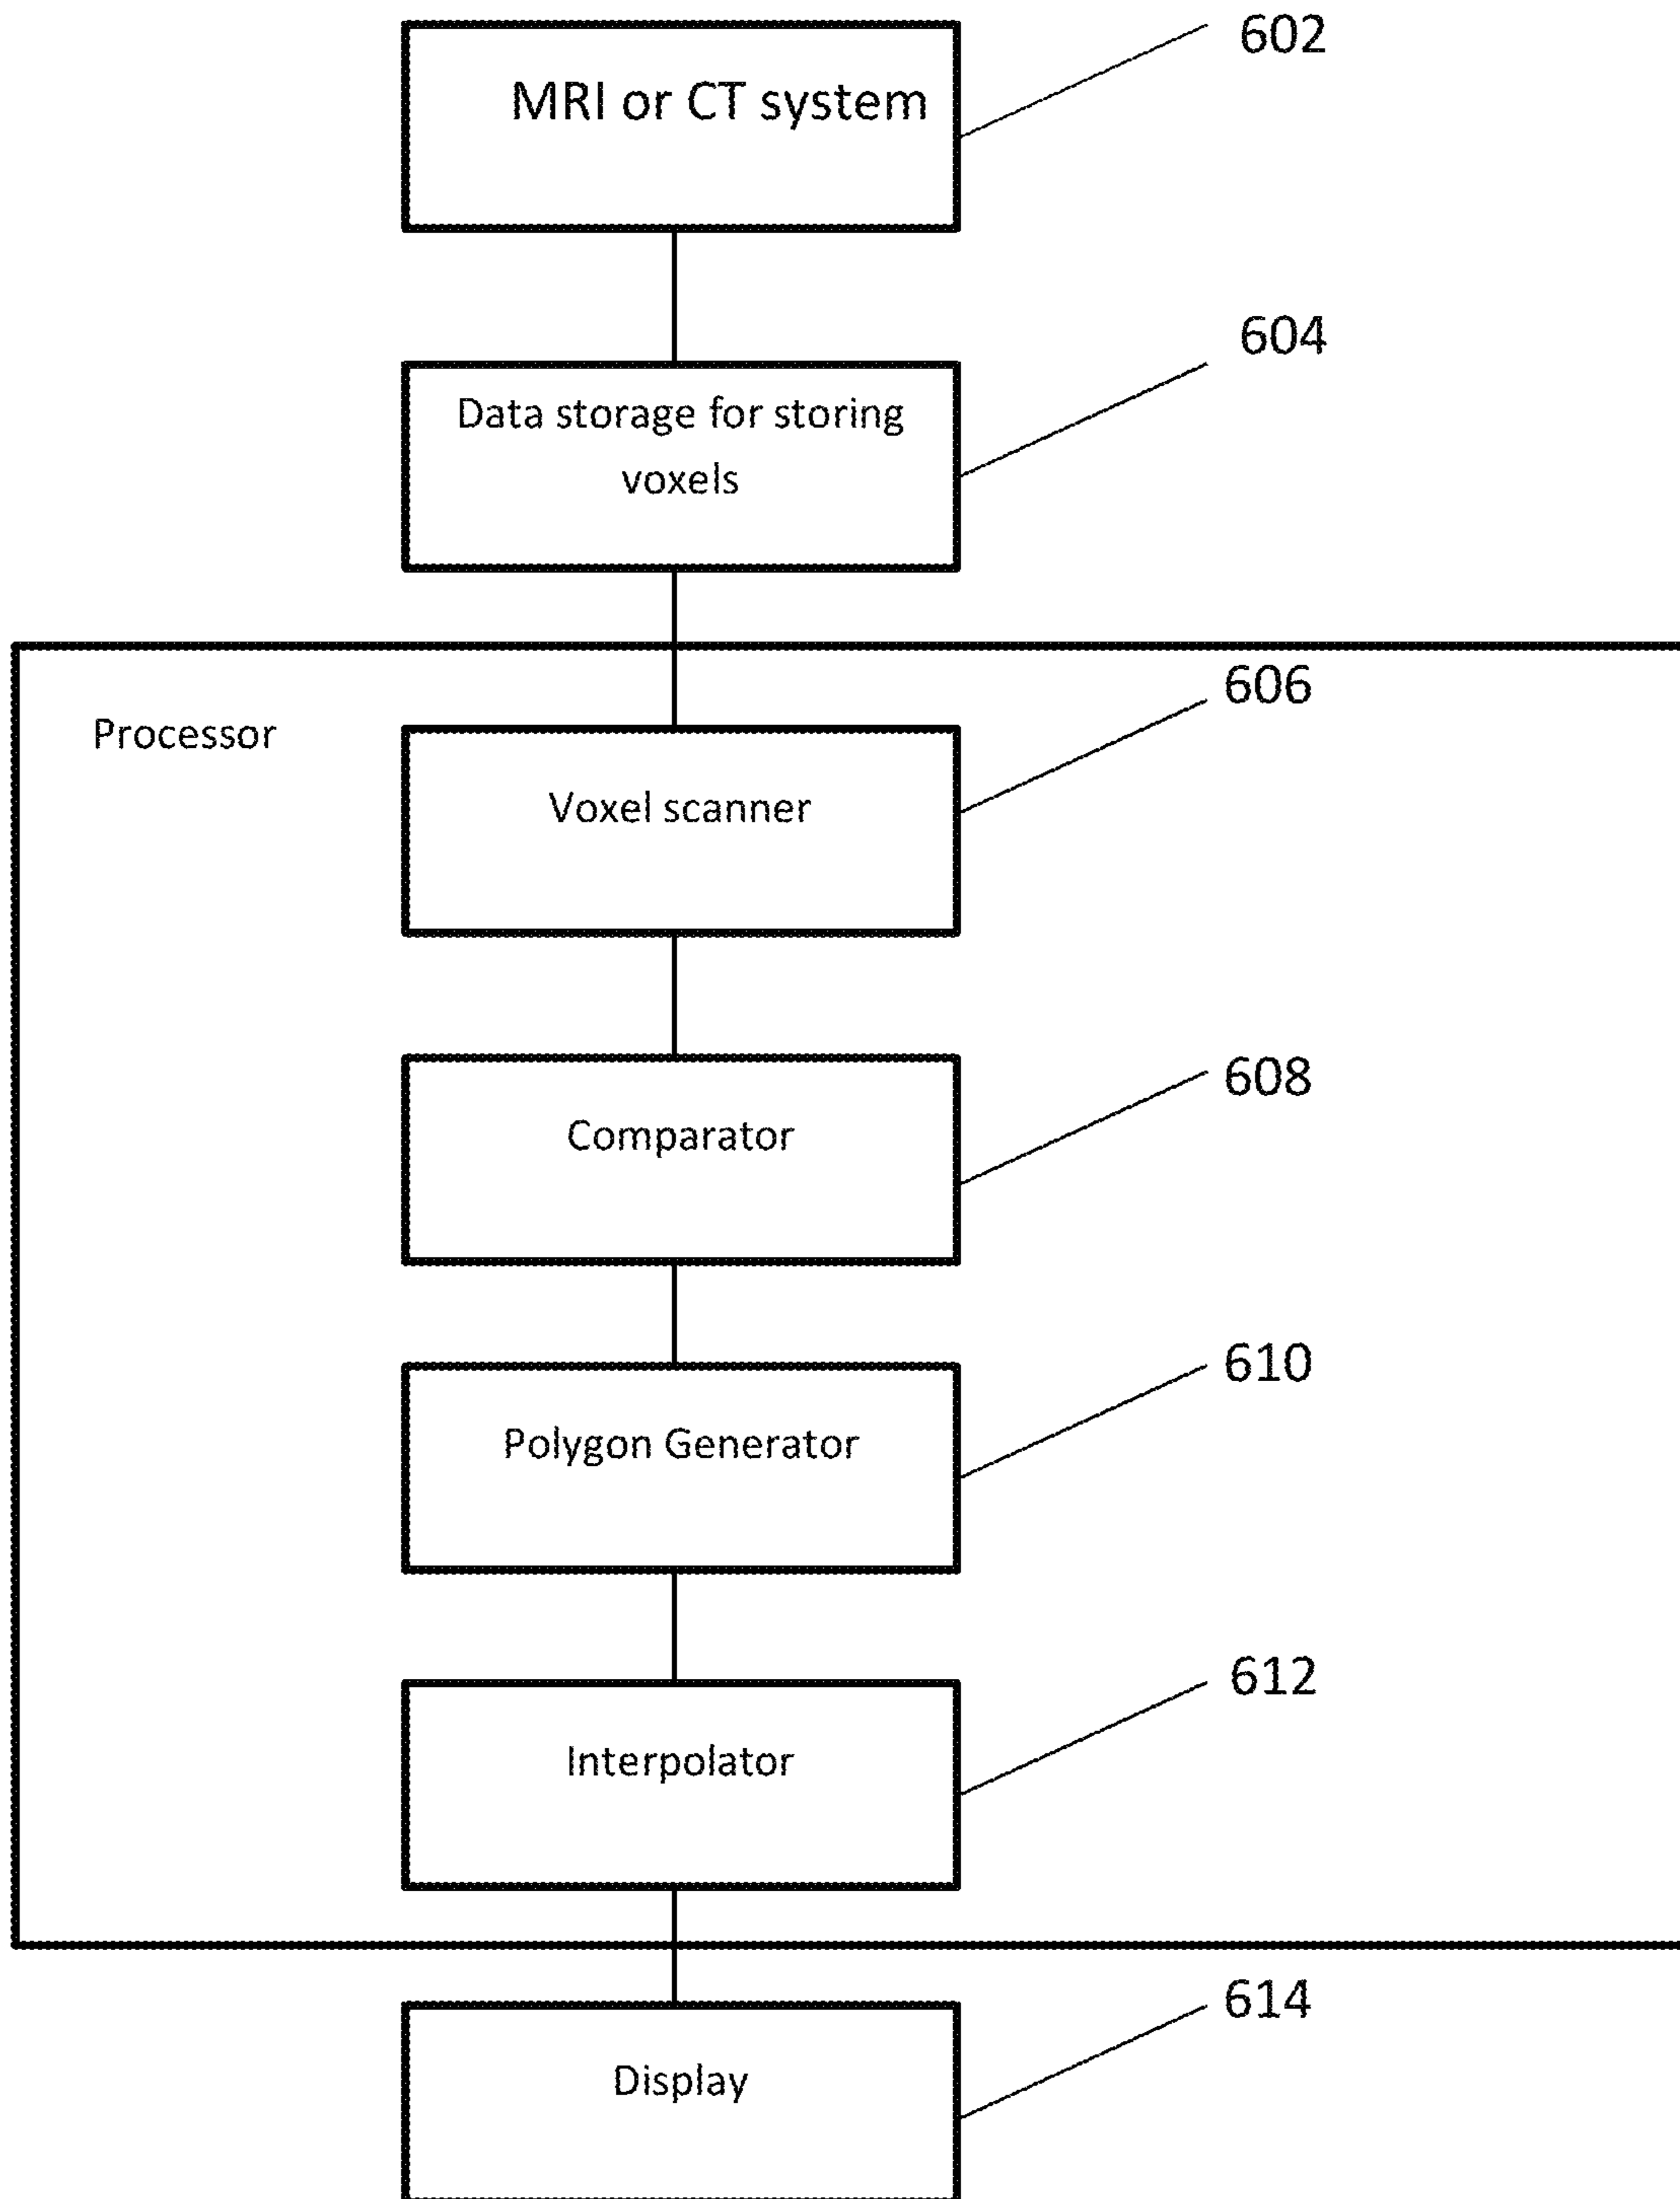 602
MRI or CT system
604
Data storage for storing
voxels
606
Processor
Voxel scanner
608
Comparator
610
Polygon Generator
612
Interpolator
614
Display